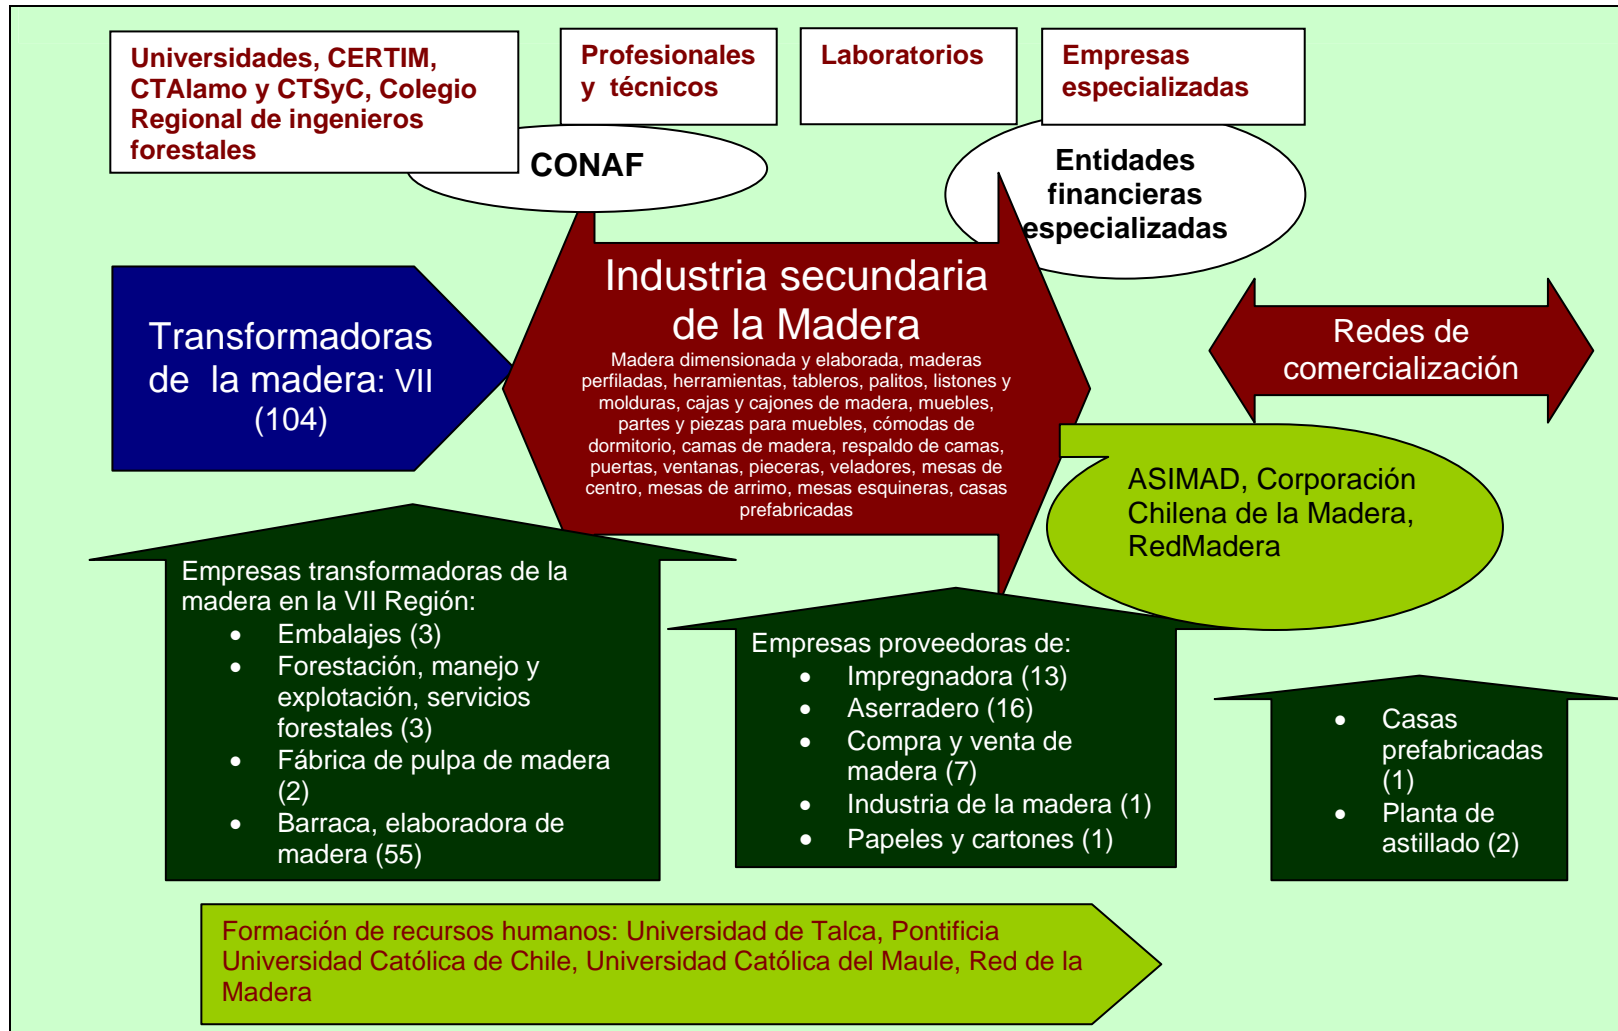 Universidades, CERTIM,
CTAlamo y CTSyC, Colegio
Regional de ingenieros
forestales
Profesionales
y técnicos
Laboratorios
Empresas
especializadas
CONAF
Entidades
financieras
especializadas
Transformadoras
de la madera: VII
(104)
Industria secundaria
de la Madera
Madera dimensionada y elaborada, maderas
perfiladas, herramientas, tableros, palitos, listones y
molduras, cajas y cajones de madera, muebles,
partes y piezas para muebles, cómodas de
dormitorio, camas de madera, respaldo de camas,
puertas, ventanas, pieceras, veladores, mesas de
centro, mesas de arrimo, mesas esquineras, casas
prefabricadas
Redes de
comercialización
ASIMAD, Corporación
Chilena de la Madera,
RedMadera
Empresas transformadoras de la
madera en la VII Región:
• Embalajes (3)
• Forestación, manejo y
explotación, servicios
forestales (3)
• Fábrica de pulpa de madera
(2)
• Barraca, elaboradora de
madera (55)
Empresas proveedoras de:
• Impregnadora (13)
• Aserradero (16)
• Compra y venta de
madera (7)
• Industria de la madera (1)
• Papeles y cartones (1)
• Casas
prefabricadas
(1)
• Planta de
astillado (2)
Formación de recursos humanos: Universidad de Talca, Pontificia
Universidad Católica de Chile, Universidad Católica del Maule, Red de la
Madera